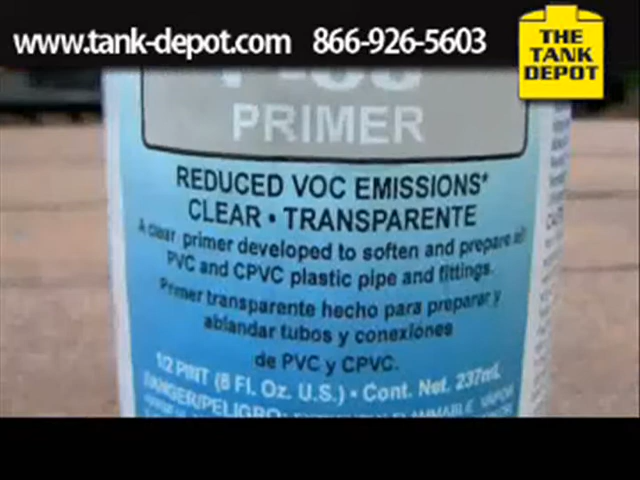 www.tank-depot.com 866-926-5603
THE
TANK
DEPOT
PRIMER
REDUCED VOC EMISSIONS*
CLEAR • TRANSPARENTE
A clear primer developed to soften and prepare all
PVC and CPVC plastic pipe and fittings.
Primer transparente hecho para preparar y
ablandar tubos y conexiones
de PVC y CPVC.
1/2 PINT (8 Fl. Oz. U.S.) • Cont. Net. 237mL
DANGER/PELIGRO: FLAMMABLE VAPOR